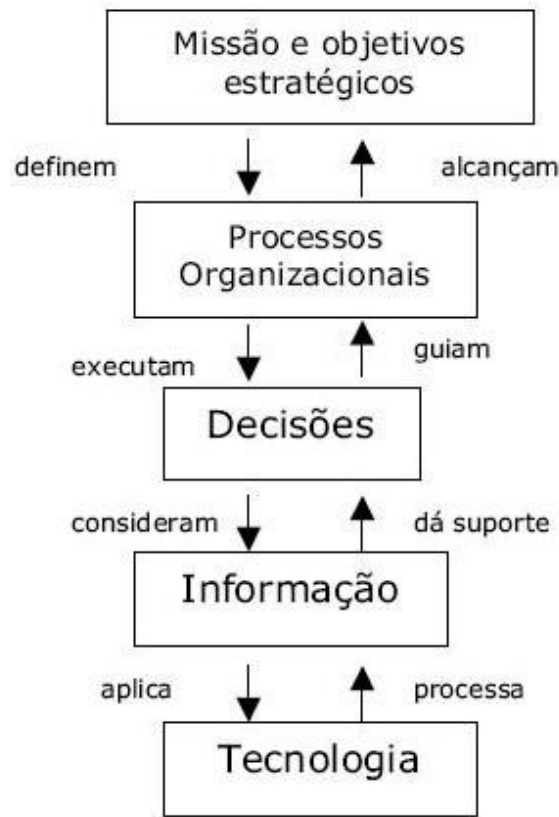 Missão e objetivos
estratégicos
definem
alcançam
Processos
Organizacionais
executam
guiam
Decisões
consideram
dá suporte
Informação
aplica
processa
Tecnologia